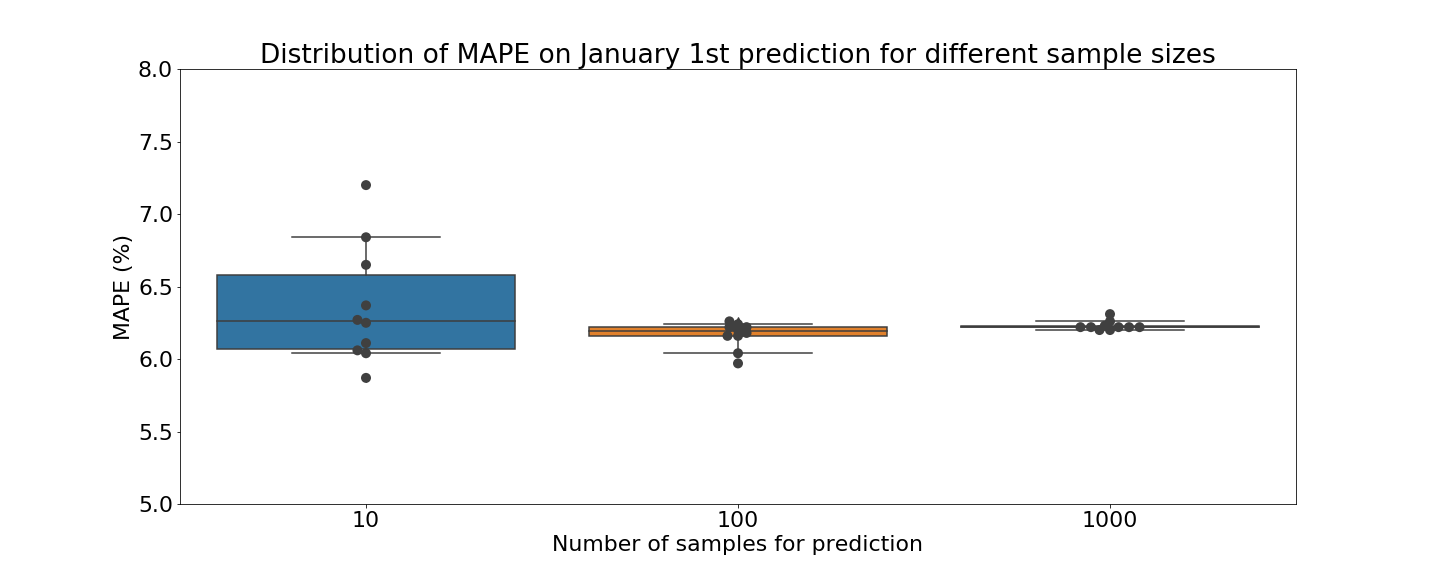 Distribution of MAPE on January 1st prediction for different sample sizes
8.0
7.5
7.0
6.5
6.0
5.5
5.0
MAPE (%)
10 100 1000
Number of samples for prediction